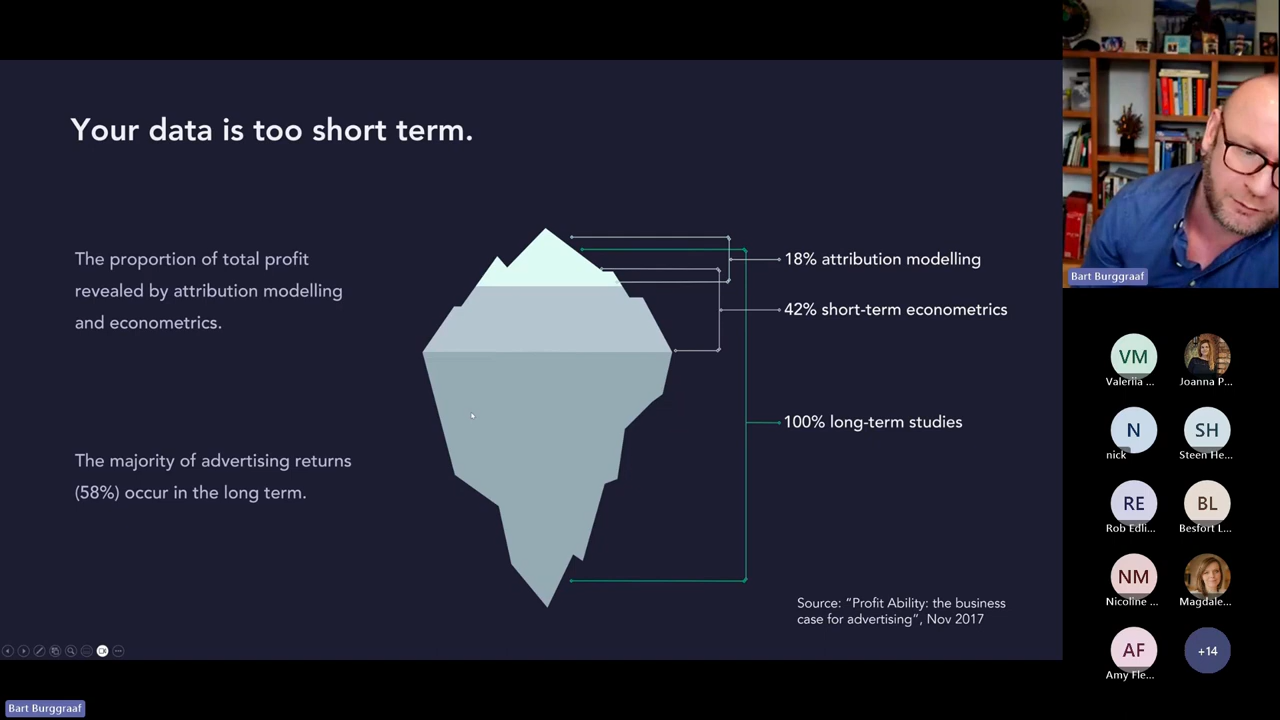 Your data is too short term.
The proportion of total profit
revealed by attribution modelling
and econometrics.
The majority of advertising returns
(58%) occur in the long term.
18% attribution modelling
42% short-term econometrics
100% long-term studies
Source: “Profit Ability: the business
case for advertising”, Nov 2017
Bart Burggraaf
VM
Valeriia ...
Joanna P...
N
nick
SH
Steen He...
RE
Rob Edli...
BL
Besfort L...
NM
Nicoline ...
Magdale...
AF
Amy Fle...
+14
Bart Burggraaf